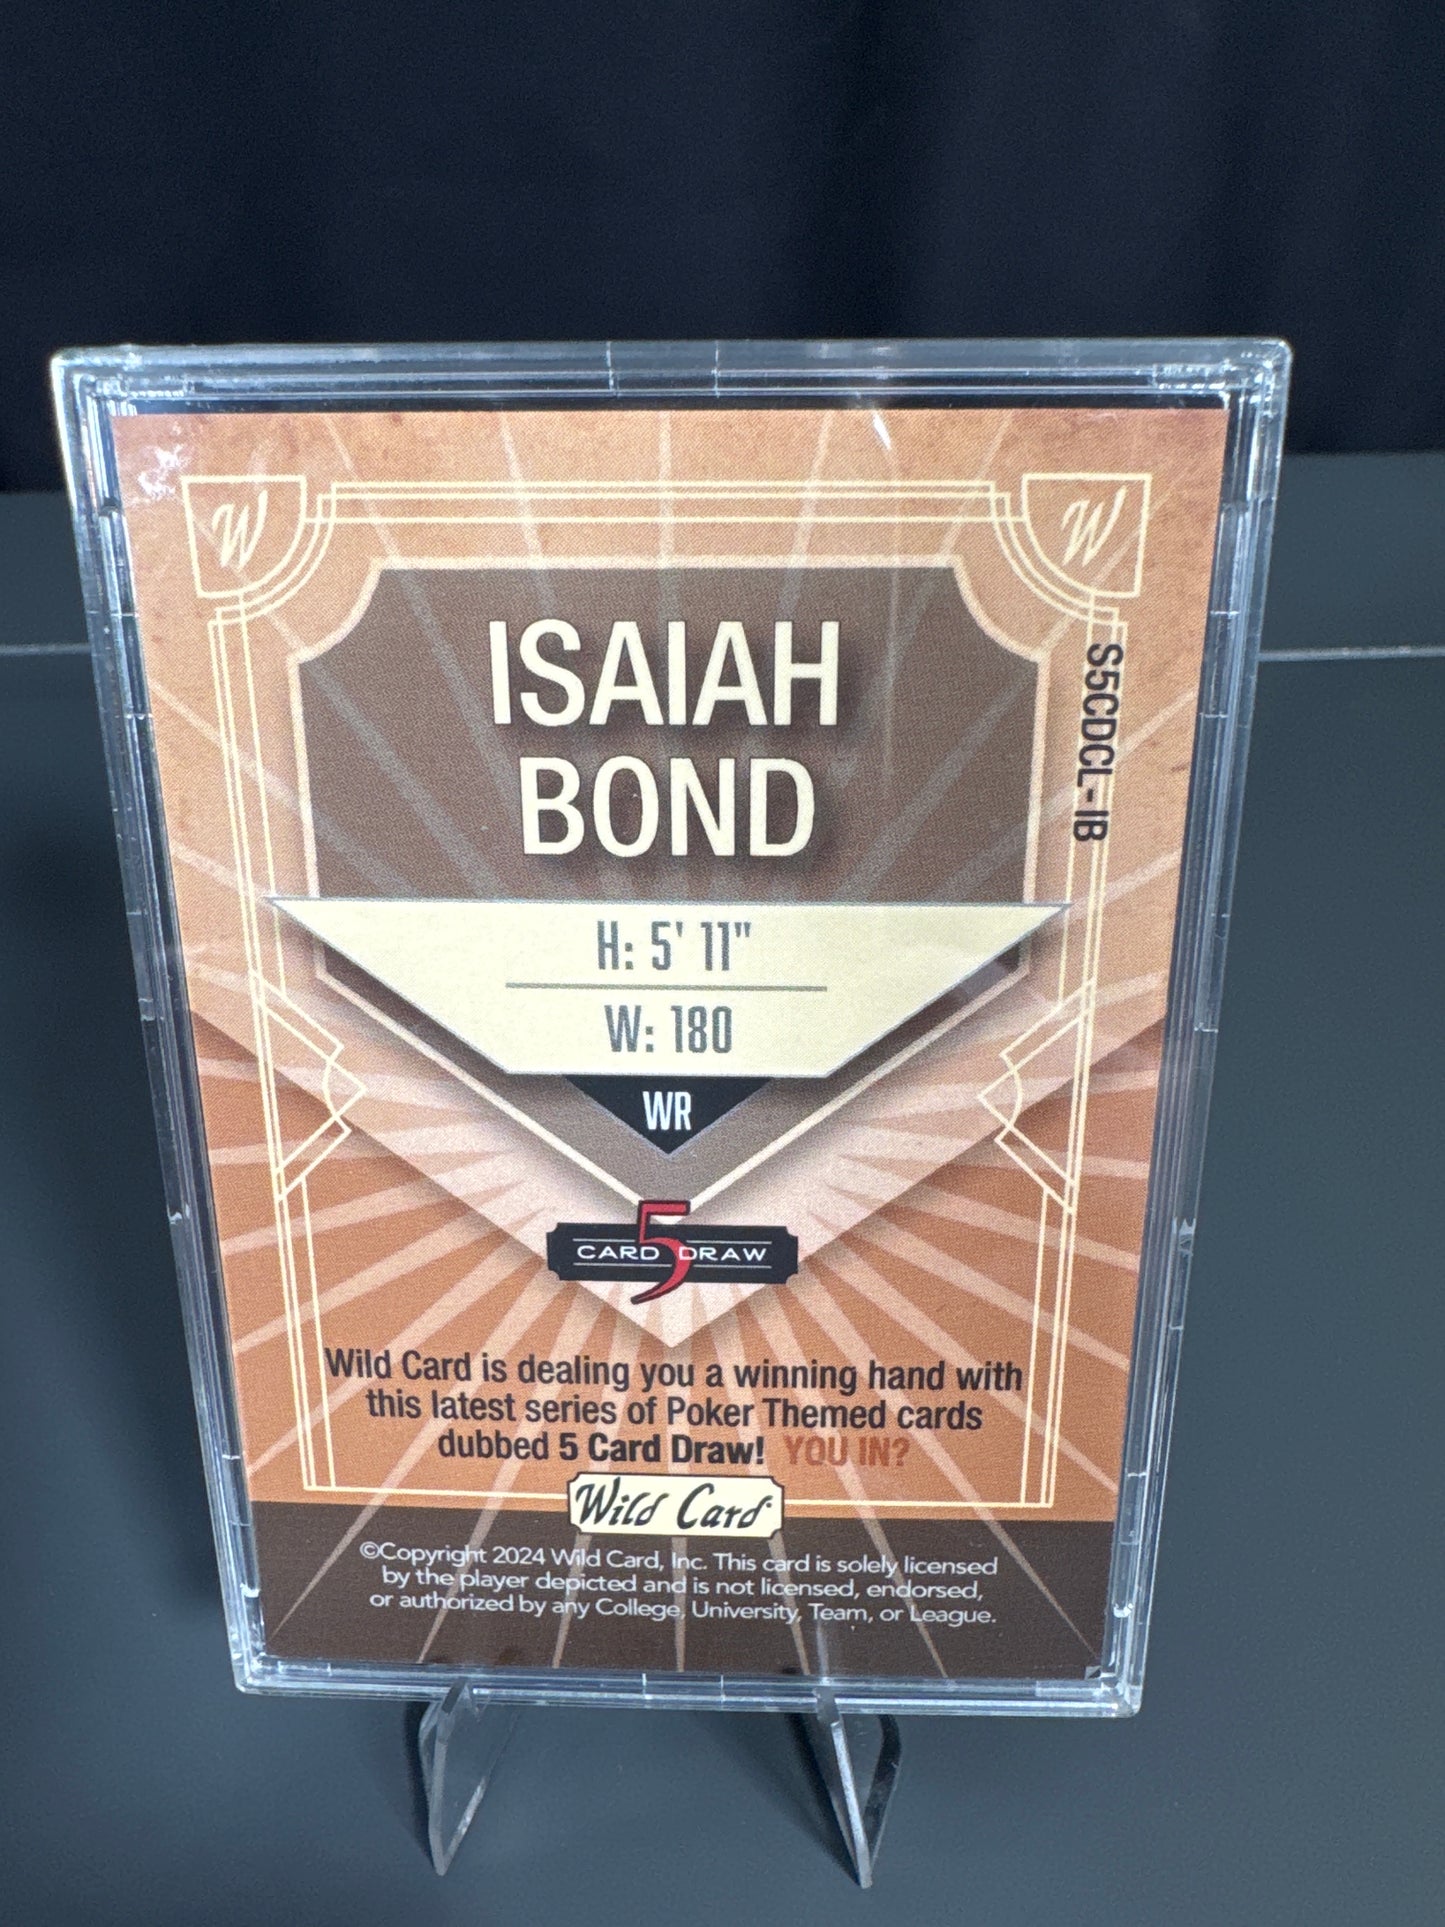 W
W
ISAIAH
BOND
S5CDCL-IB
H: 5' 11"
W: 180
WR
5
CARD DRAW
Wild Card is dealing you a winning hand with
this latest series of Poker Themed cards
dubbed 5 Card Draw! YOU IN?
Wild Card
©Copyright 2024 Wild Card, Inc. This card is solely licensed
by the player depicted and is not licensed, endorsed,
or authorized by any College, University, Team, or League.